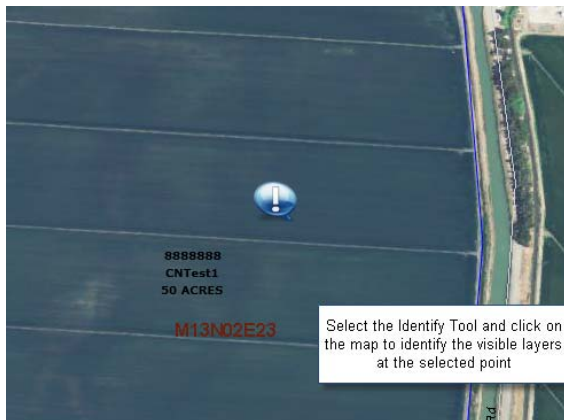 8888888
CNTest1
50 ACRES
M13N02E23
Select the Identify Tool and click on
the map to identify the visible layers
at the selected point
Rd